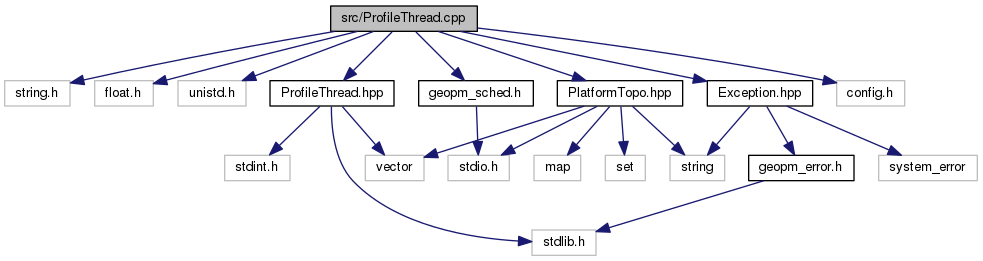 src/ProfileThread.cpp
string.h
float.h
unistd.h
ProfileThread.hpp
geopm_sched.h
PlatformTopo.hpp
Exception.hpp
config.h
stdint.h
vector
stdio.h
map
set
string
geopm_error.h
system_error
stdlib.h